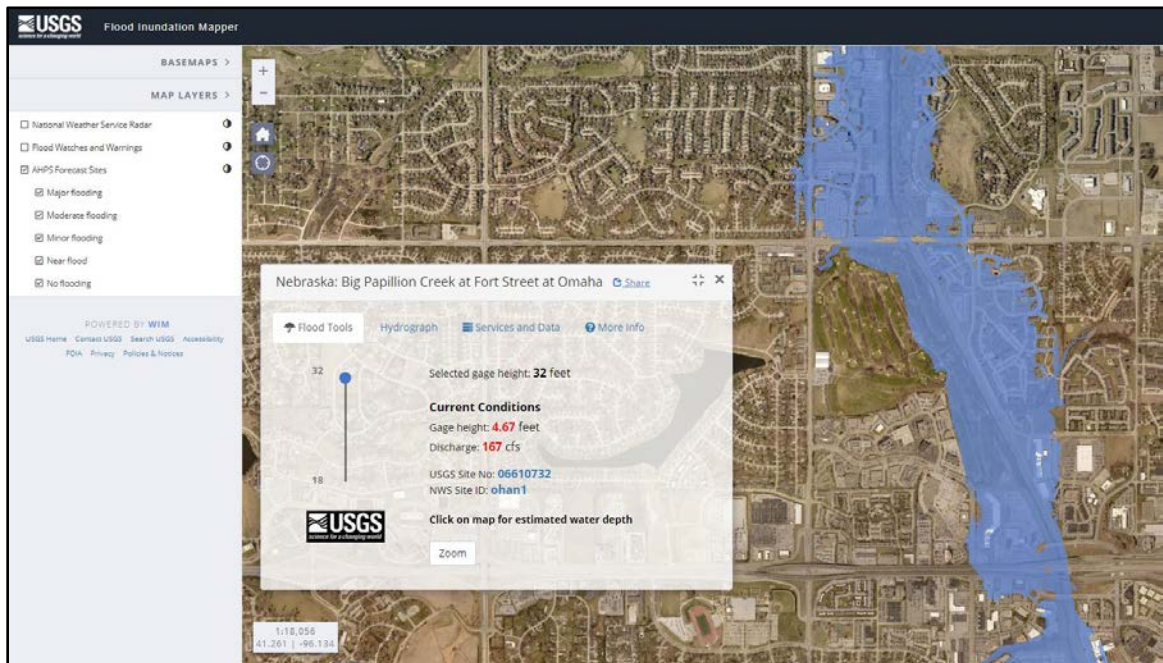 USGS
science for a changing world
Flood Inundation Mapper
BASEMAPS >
MAP LAYERS >
National Weather Service Radar
Flood Watches and Warnings
AHPS Forecast Sites
Major flooding
Moderate flooding
Minor flooding
Near flood
No flooding
POWERED BY WIM
USGS Home Contact USGS Search USGS Accessibility
FOIA Privacy Policies & Notices
+
−
Nebraska: Big Papillion Creek at Fort Street at Omaha Share
Flood Tools Hydrograph Services and Data More Info
32
18
Selected gage height: 32 feet
Current Conditions
Gage height: 4.67 feet
Discharge: 167 cfs
USGS Site No: 06610732
NWS Site ID: ohan1
Click on map for estimated water depth
Zoom
USGS
science for a changing world
1:18,056
41.261 | -96.134